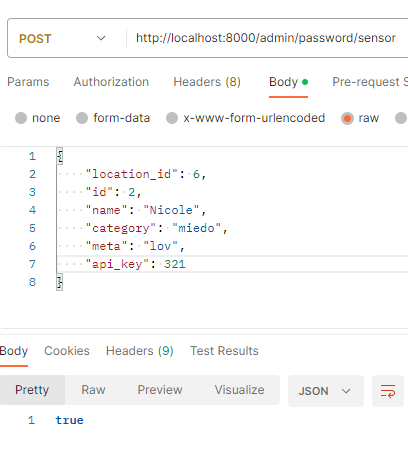 POST http://localhost:8000/admin/password/sensor
Params Authorization Headers (8) Body Pre-request S
none form-data x-www-form-urlencoded raw
1 {
2 "location_id": 6,
3 "id": 2,
4 "name": "Nicole",
5 "category": "miedo",
6 "meta": "lov",
7 "api_key": 321
8 }
Body Cookies Headers (9) Test Results
Pretty Raw Preview Visualize JSON
1 true